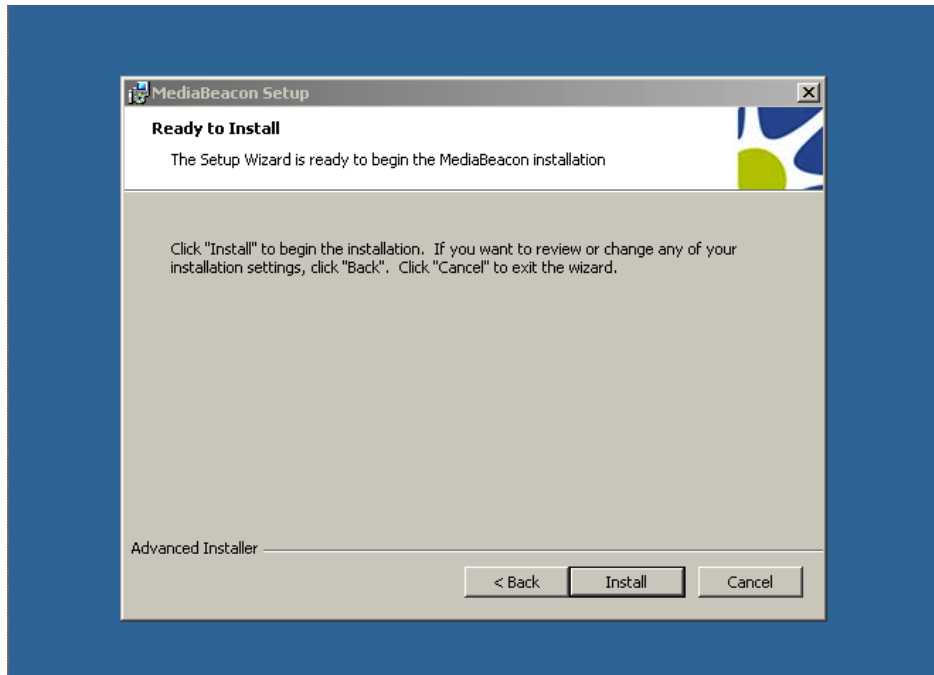 MediaBeacon Setup
Ready to Install
The Setup Wizard is ready to begin the MediaBeacon installation
Click "Install" to begin the installation.  If you want to review or change any of your
installation settings, click "Back".  Click "Cancel" to exit the wizard.
Advanced Installer
< Back Install Cancel